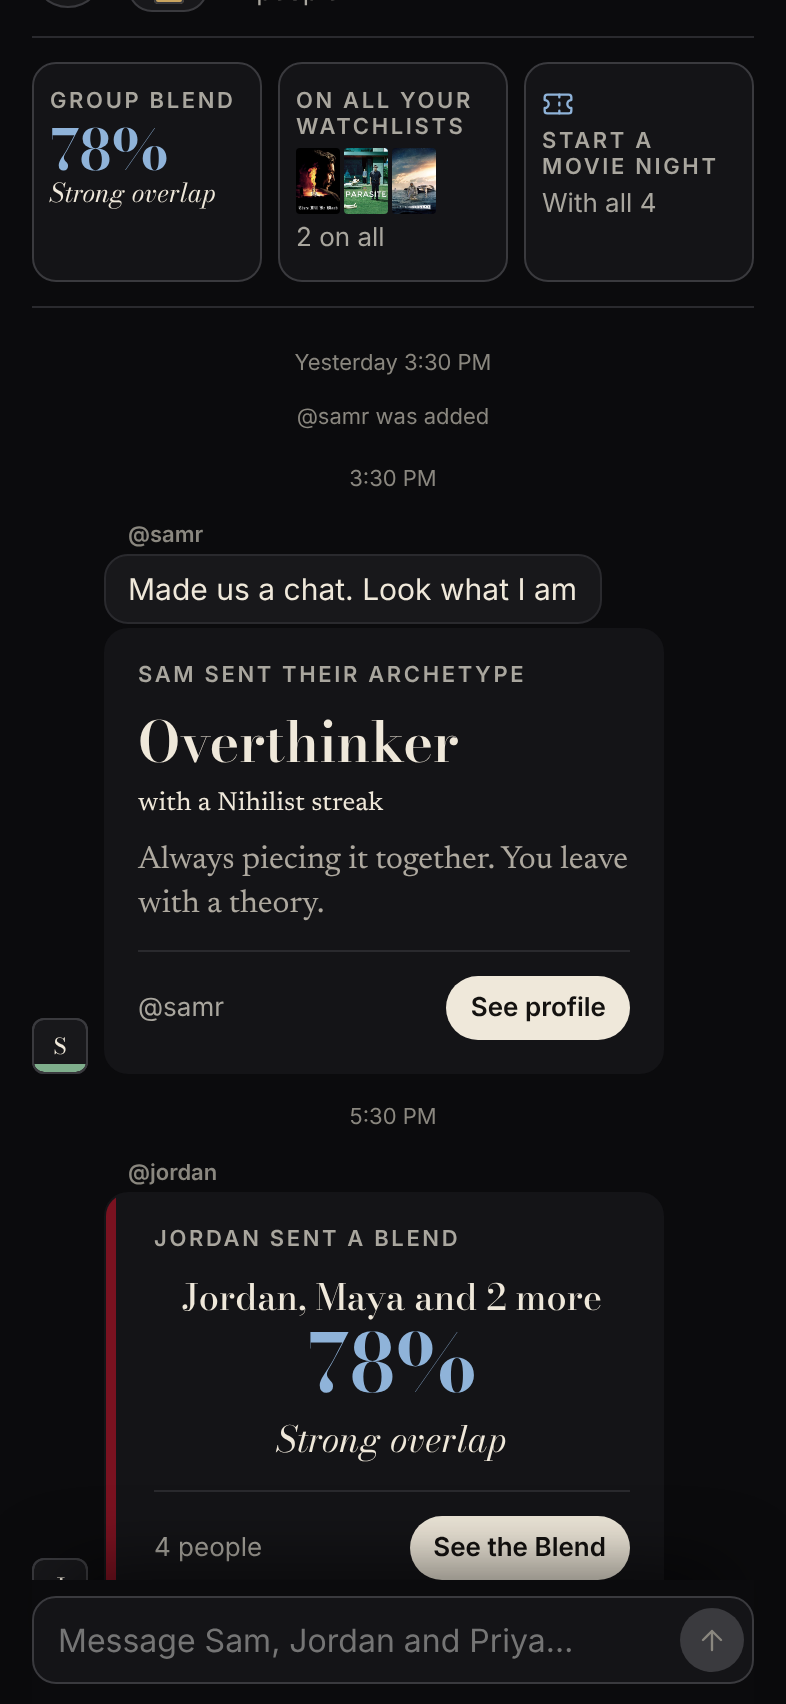 GROUP BLEND
78%
Strong overlap
ON ALL YOUR
WATCHLISTS
PARASITE
2 on all
START A
MOVIE NIGHT
With all 4
Yesterday 3:30 PM
@samr was added
3:30 PM
@samr
Made us a chat. Look what I am
SAM SENT THEIR ARCHETYPE
Overthinker
with a Nihilist streak
Always piecing it together. You leave
with a theory.
@samr
See profile
S
5:30 PM
@jordan
JORDAN SENT A BLEND
Jordan, Maya and 2 more
78%
Strong overlap
4 people
See the Blend
Message Sam, Jordan and Priya...